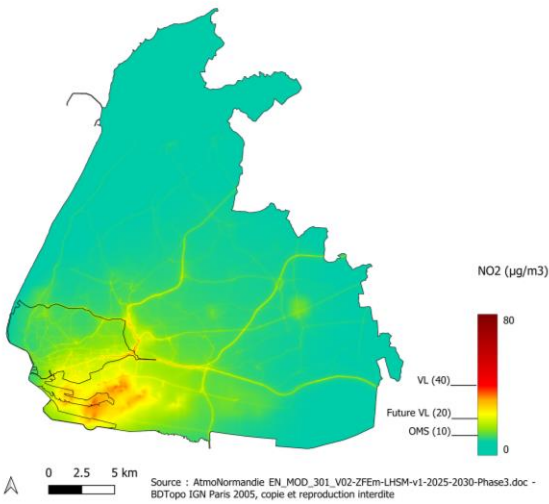 NO2 (µg/m3)
80
VL (40)
Future VL (20)
OMS (10)
0
0 2.5 5 km
Source : AtmoNormandie EN_MOD_301_V02-ZFEm-LHSM-v1-2025-2030-Phase3.doc -
BDTopo IGN Paris 2005, copie et reproduction interdite